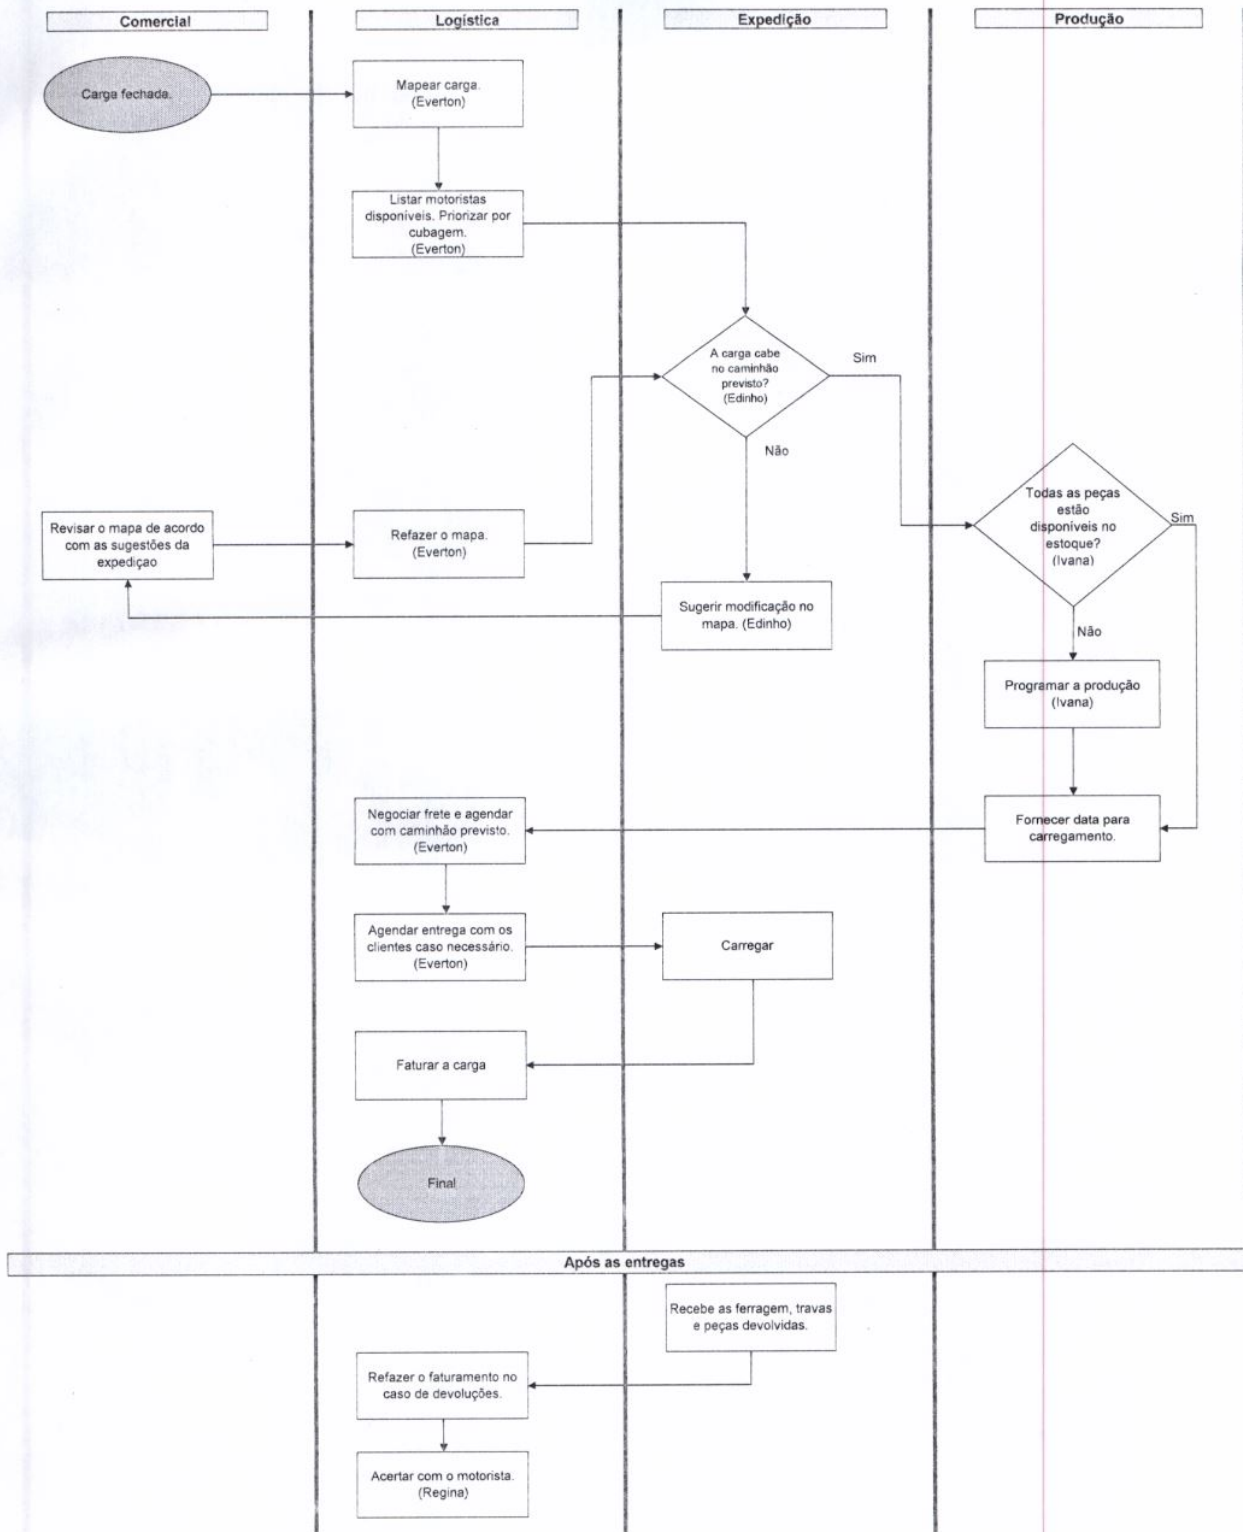 Comercial
Logística
Expedição
Produção
Carga fechada.
Mapear carga.
(Everton)
Listar motoristas
disponíveis. Priorizar por
cubagem.
(Everton)
A carga cabe
no caminhão
previsto?
(Edinho)
Sim
Não
Todas as peças
estão
disponíveis no
estoque?
(Ivana)
Sim
Não
Revisar o mapa de acordo
com as sugestões da
expediçao
Refazer o mapa.
(Everton)
Sugerir modificação no
mapa. (Edinho)
Programar a produção
(Ivana)
Negociar frete e agendar
com caminhão previsto.
(Everton)
Fornecer data para
carregamento.
Agendar entrega com os
clientes caso necessário.
(Everton)
Carregar
Faturar a carga
Final
Após as entregas
Recebe as ferragem, travas
e peças devolvidas.
Refazer o faturamento no
caso de devoluções.
Acertar com o motorista.
(Regina)